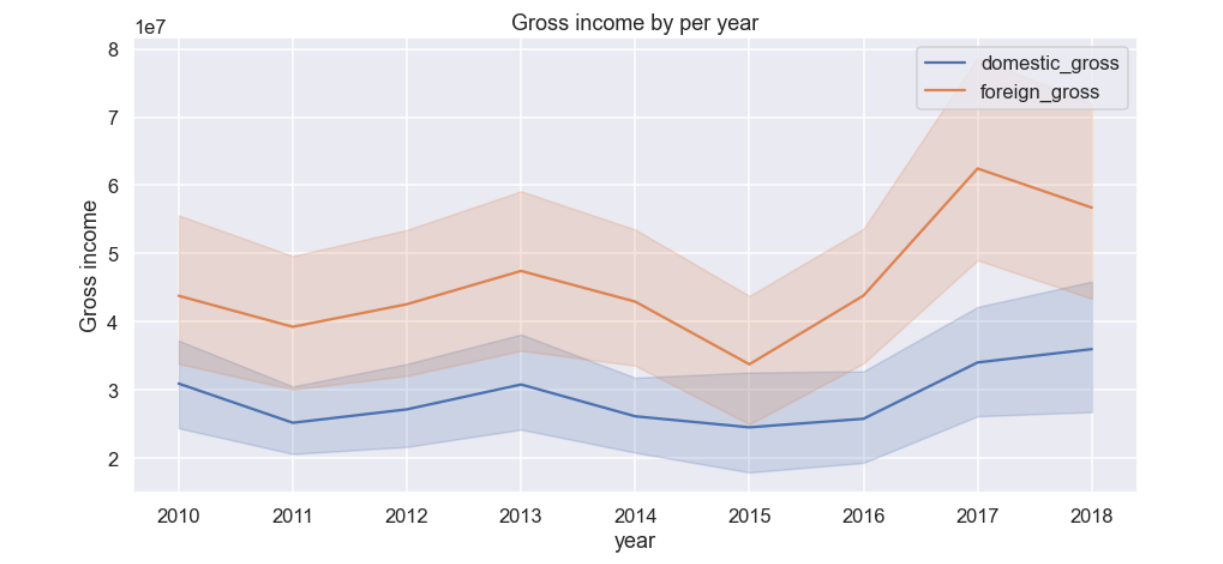 Gross income by per year
1e7
domestic_gross
foreign_gross
8
7
6
5
4
3
2
Gross income
2010 2011 2012 2013 2014 2015 2016 2017 2018
year